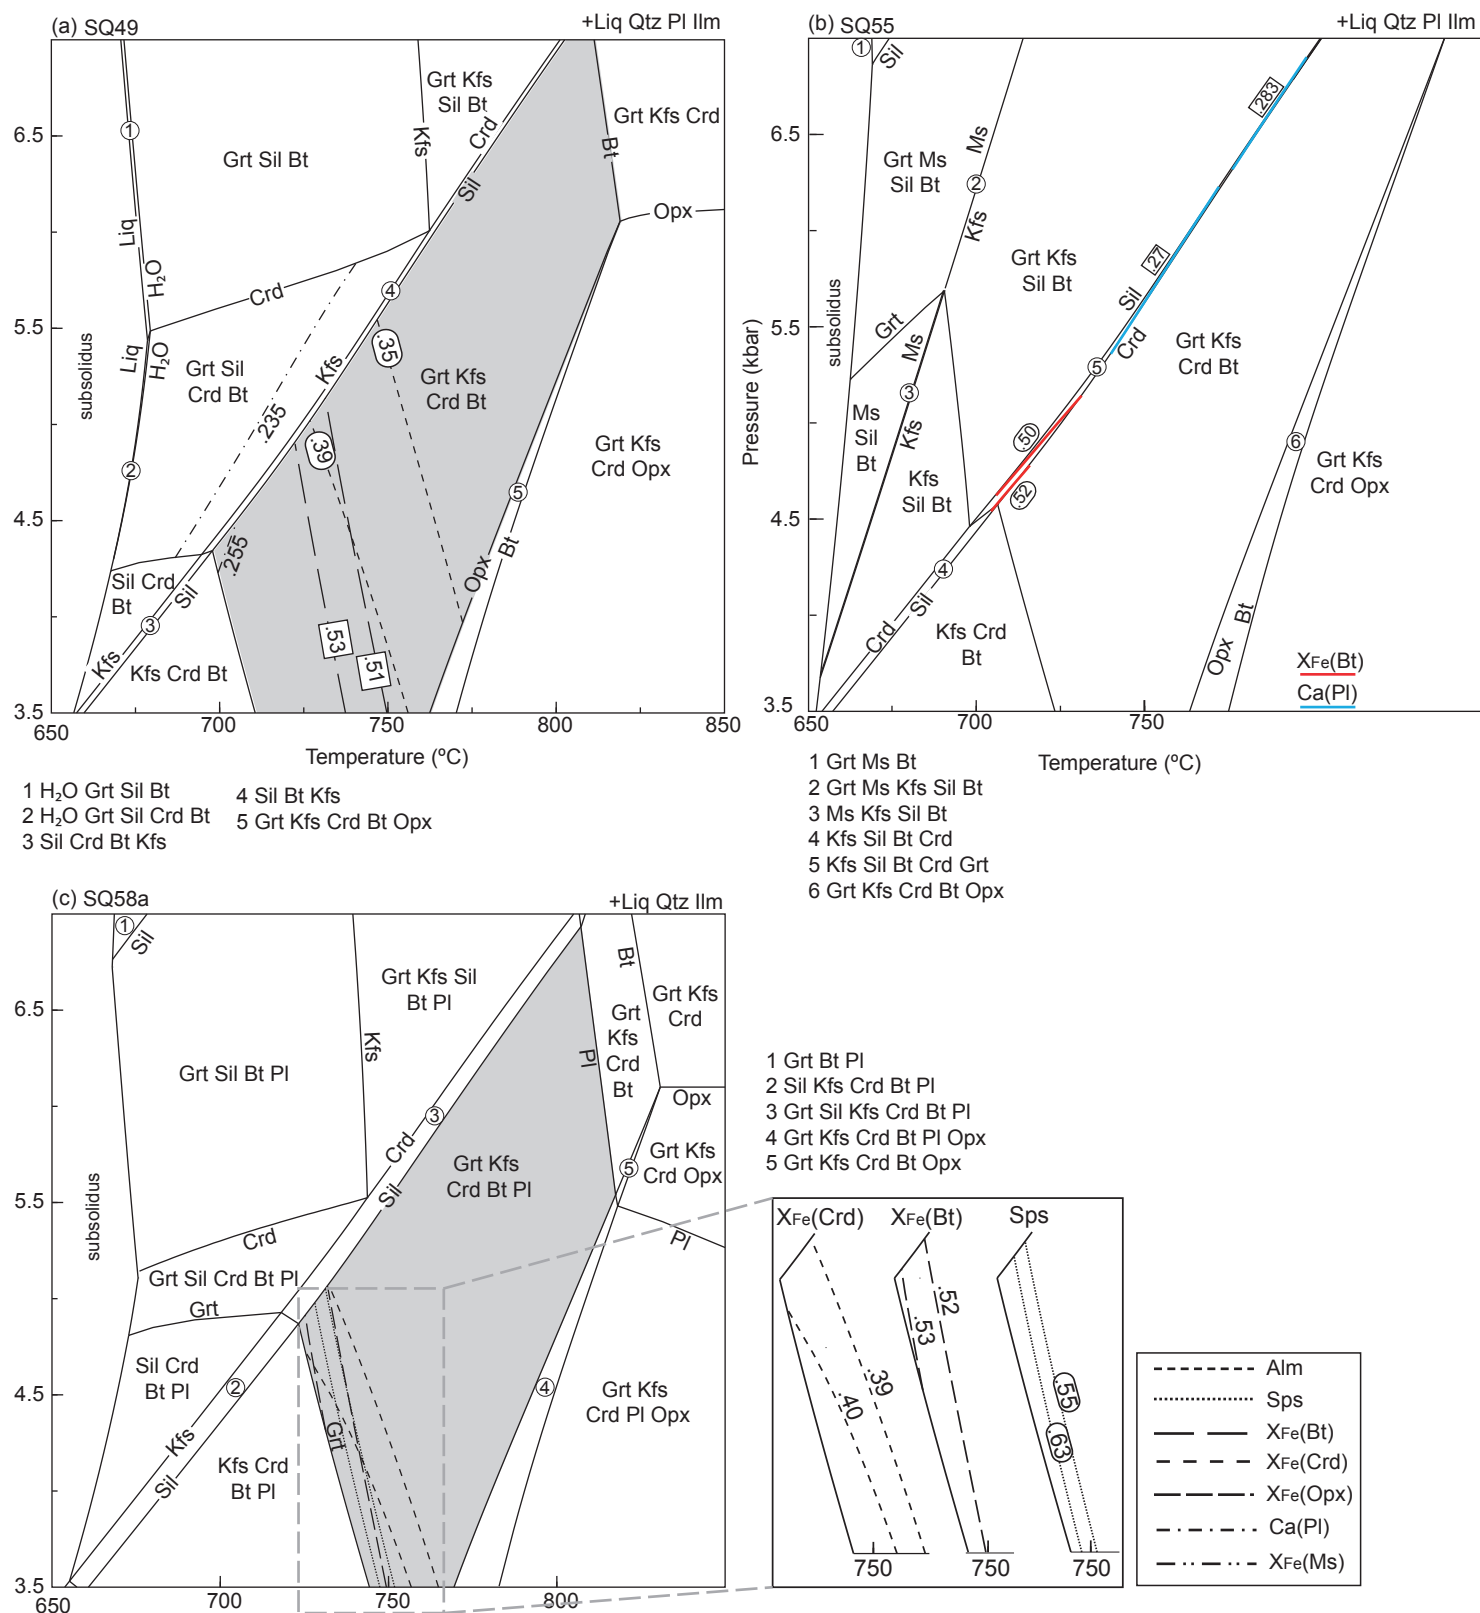 (a) SQ49
+Liq Qtz Pl Ilm
6.5
5.5
4.5
3.5
650
700
750
800
850
Temperature (ºC)
subsolidus
1
Liq
H₂O
Liq
H₂O
2
Grt Sil Bt
Kfs
Grt Kfs
Sil Bt
Crd
Sil
Bt
Grt Kfs Crd
Opx
Crd
4
Kfs
.35
Grt Sil
Crd Bt
.235
.39
Grt Kfs
Crd Bt
Grt Kfs
Crd Opx
5
.255
Opx
Bt
Sil Crd
Bt
Sil
3
Kfs
Kfs Crd Bt
.53
.51
1 H₂O Grt Sil Bt
2 H₂O Grt Sil Crd Bt
3 Sil Crd Bt Kfs
4 Sil Bt Kfs
5 Grt Kfs Crd Bt Opx
(b) SQ55
+Liq Qtz Pl Ilm
6.5
5.5
4.5
3.5
Pressure (kbar)
650
700
750
Temperature (ºC)
1
Sil
subsolidus
Grt Ms
Sil Bt
Ms
2
Kfs
.283
Grt Kfs
Sil Bt
.27
Sil
Crd
5
Grt
Ms
3
Kfs
Ms
Sil
Bt
Kfs
Sil Bt
Grt Kfs
Crd Bt
.50
.52
6
Grt Kfs
Crd Opx
4
Sil
Crd
Kfs Crd
Bt
Opx
Bt
XFe(Bt)
Ca(Pl)
1 Grt Ms Bt
2 Grt Ms Kfs Sil Bt
3 Ms Kfs Sil Bt
4 Kfs Sil Bt Crd
5 Kfs Sil Bt Crd Grt
6 Grt Kfs Crd Bt Opx
(c) SQ58a
+Liq Qtz Ilm
6.5
5.5
4.5
3.5
650
700
750
800
1
Sil
subsolidus
Grt Sil Bt Pl
Kfs
Grt Kfs Sil
Bt Pl
Bt
Grt Kfs
Crd
Grt
Kfs
Crd
Bt
Pl
Opx
3
Crd
Sil
Grt Kfs
Crd Bt Pl
5
Grt Kfs
Crd Opx
Pl
Crd
Grt Sil Crd Bt Pl
Grt
Sil Crd
Bt Pl
2
Kfs
Sil
Kfs Crd
Bt Pl
Grt
4
Grt Kfs
Crd Pl Opx
1 Grt Bt Pl
2 Sil Kfs Crd Bt Pl
3 Grt Sil Kfs Crd Bt Pl
4 Grt Kfs Crd Bt Pl Opx
5 Grt Kfs Crd Bt Opx
XFe(Crd)
XFe(Bt)
Sps
.39
.40
.52
.53
.55
.63
750
750
750
Alm
Sps
XFe(Bt)
XFe(Crd)
XFe(Opx)
Ca(Pl)
XFe(Ms)